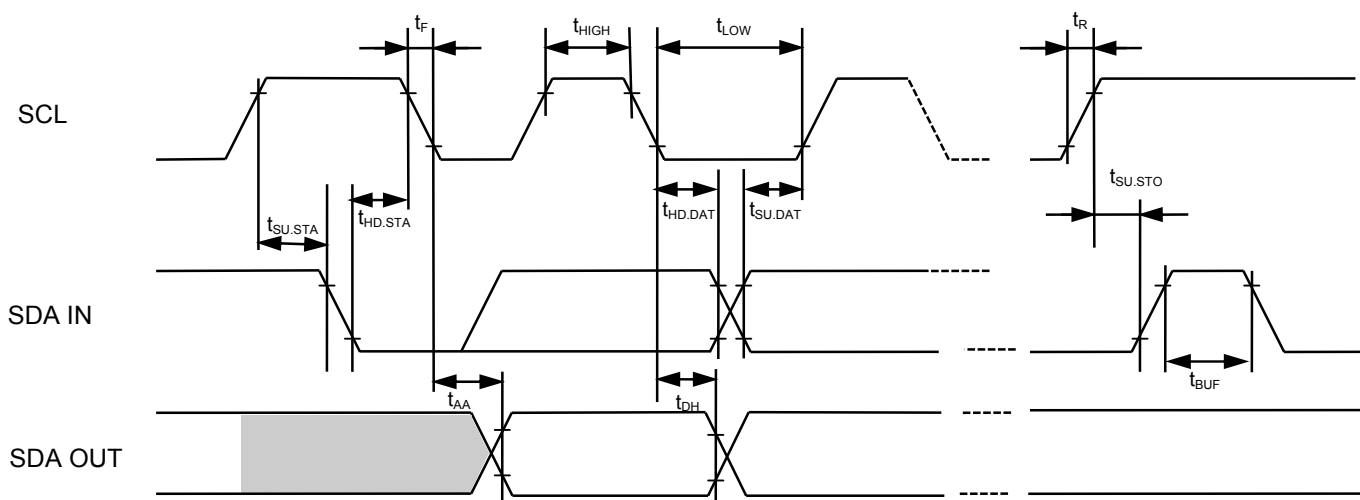 tF
tHIGH
tLOW
tR
SCL
tSU.STO
tSU.STA
tHD.STA
tHD.DAT
tSU.DAT
SDA IN
tBUF
tAA
tDH
SDA OUT